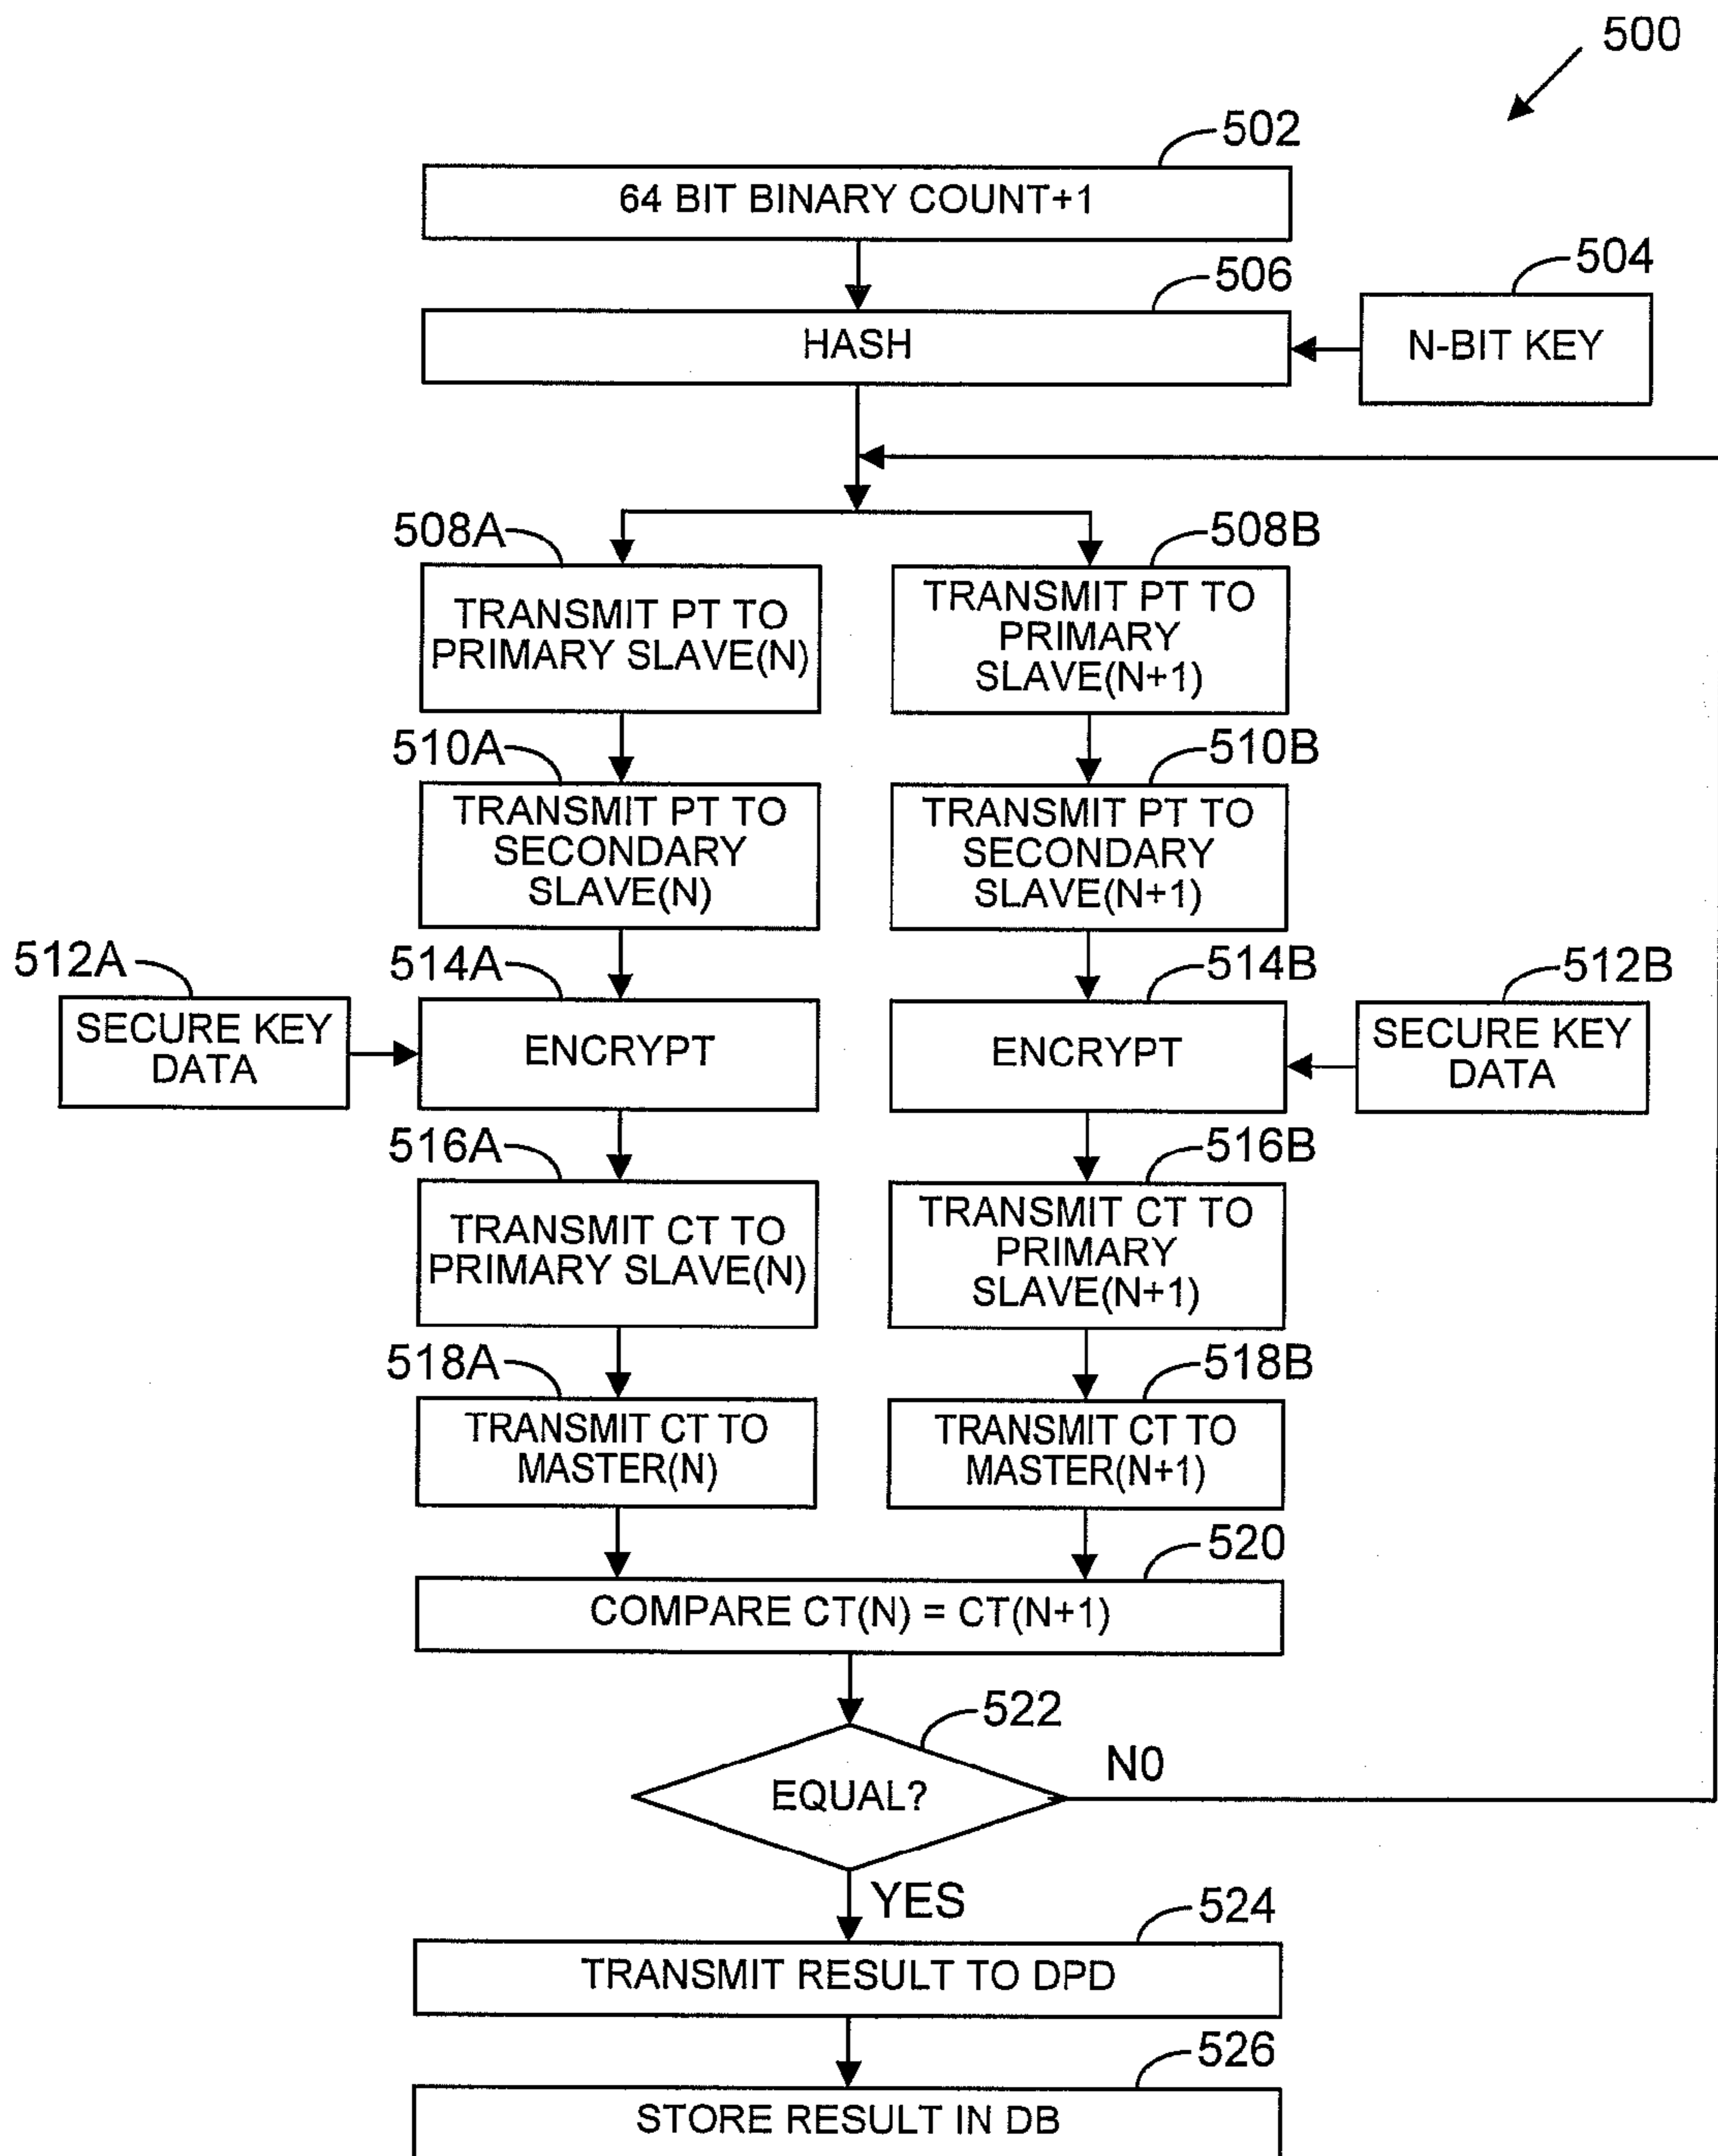 500
502
64 BIT BINARY COUNT+1
504
506
HASH
N-BIT KEY
508A
508B
TRANSMIT PT TO
PRIMARY SLAVE(N)
TRANSMIT PT TO
PRIMARY
SLAVE(N+1)
510A
510B
TRANSMIT PT TO
SECONDARY
SLAVE(N)
TRANSMIT PT TO
SECONDARY
SLAVE(N+1)
512A
514A
514B
512B
SECURE KEY
DATA
ENCRYPT
ENCRYPT
SECURE KEY
DATA
516A
516B
TRANSMIT CT TO
PRIMARY SLAVE(N)
TRANSMIT CT TO
PRIMARY
SLAVE(N+1)
518A
518B
TRANSMIT CT TO
MASTER(N)
TRANSMIT CT TO
MASTER(N+1)
520
COMPARE CT(N) = CT(N+1)
522
EQUAL?
N0
YES
524
TRANSMIT RESULT TO DPD
526
STORE RESULT IN DB